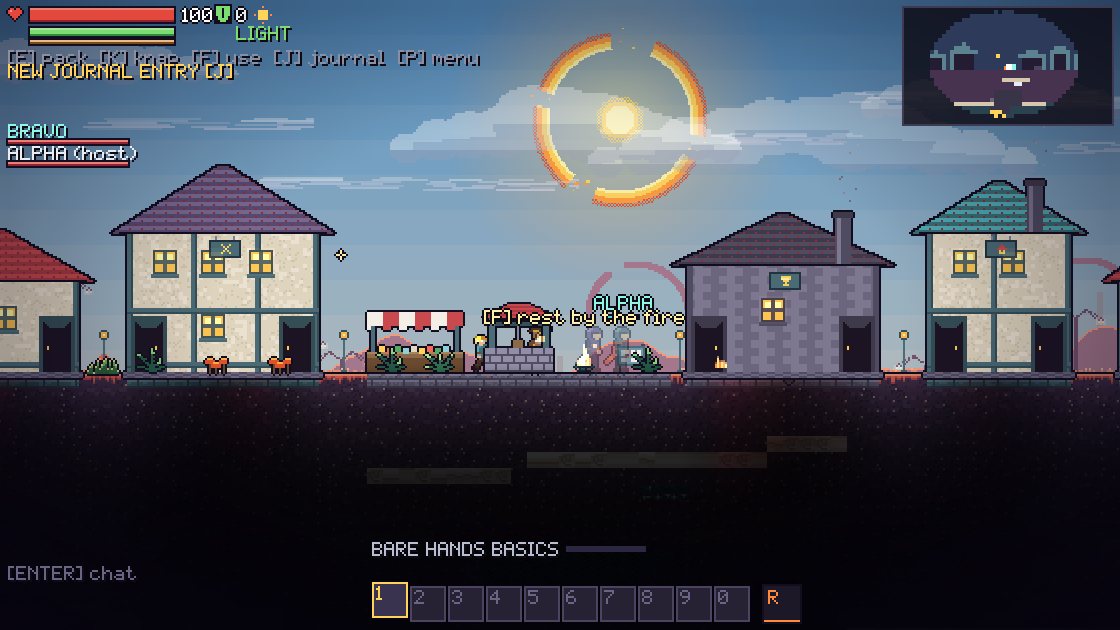 100 0
LIGHT
[E] pack [K] knap [F] use [J] journal [P] menu
NEW JOURNAL ENTRY [J]
BRAVO
ALPHA (host)
ALPHA
[F] rest by the fire
BARE HANDS BASICS
[ENTER] chat
1 2 3 4 5 6 7 8 9 0 R